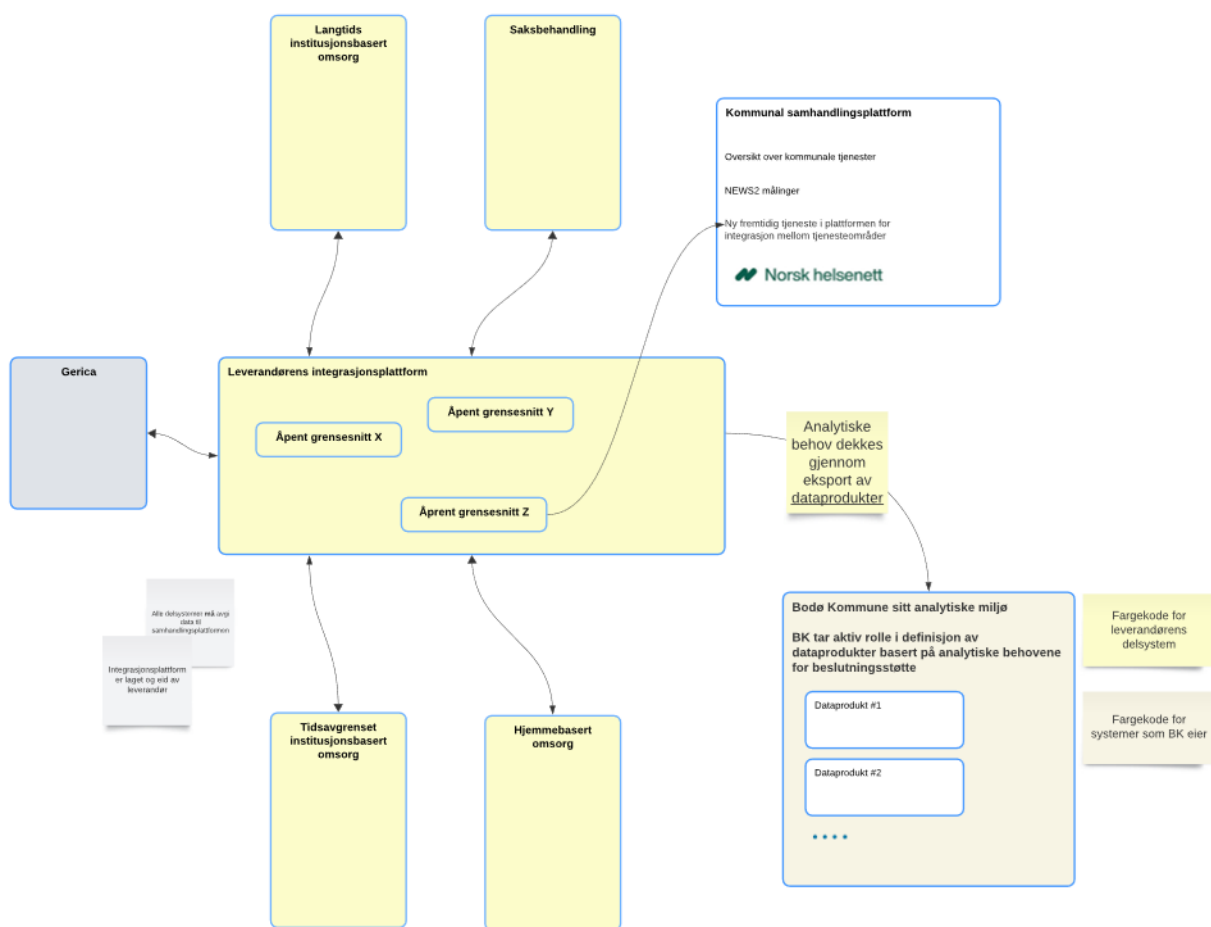 Langtids
institusjonsbasert
omsorg
Saksbehandling
Kommunal samhandlingsplattform
Oversikt over kommunale tjenester
NEWS2 målinger
Ny fremtidig tjeneste i plattformen for
integrasjon mellom tjenesteområder
Norsk helsenett
Gerica
Leverandørens integrasjonsplattform
Åpent grensesnitt X
Åpent grensesnitt Y
Åprent grensesnitt Z
Analytiske
behov dekkes
gjennom
eksport av
dataprodukter
Alle delsystemer må avgi
data til
samhandlingsplattformen
Integrasjonsplattform
er laget og eid av
leverandør
Bodø Kommune sitt analytiske miljø
BK tar aktiv rolle i definisjon av
dataprodukter basert på analytiske behovene
for beslutningsstøtte
Dataprodukt #1
Dataprodukt #2
Fargekode for
leverandørens
delsystem
Fargekode for
systemer som BK eier
Tidsavgrenset
institusjonsbasert
omsorg
Hjemmebasert
omsorg